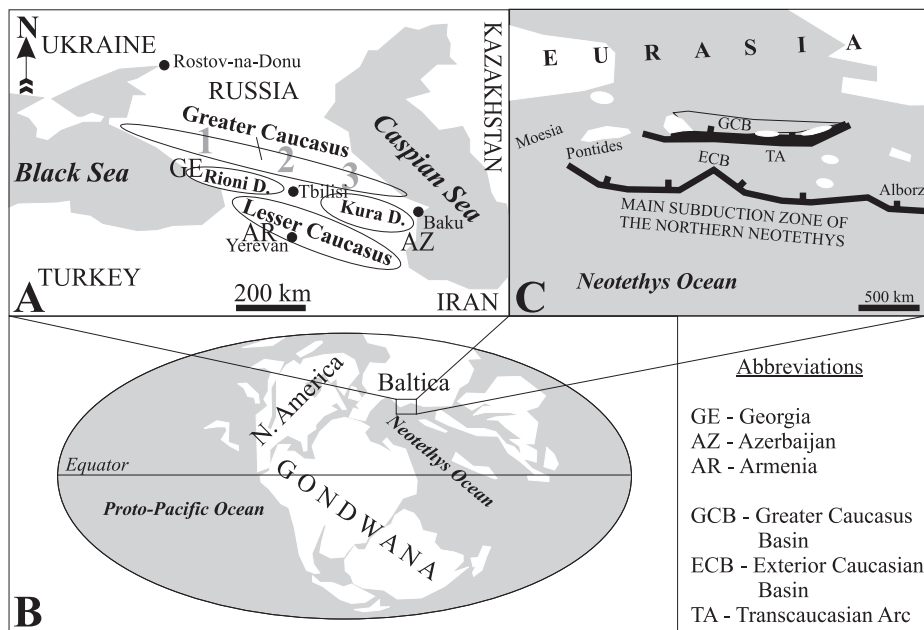 N
UKRAINE
Rostov-na-Donu
RUSSIA
KAZAKHSTAN
Greater Caucasus
1
2
3
Caspian Sea
Black Sea
GE
Rioni D.
Tbilisi
Kura D.
Baku
Lesser Caucasus
AR
AZ
Yerevan
TURKEY
200 km
IRAN
A
C
EURASIA
GCB
Moesia
TA
Pontides
ECB
Alborz
MAIN SUBDUCTION ZONE OF
THE NORTHERN NEOTETHYS
Neotethys Ocean
500 km
Baltica
N. America
Neotethys Ocean
Equator
GONDWANA
Proto-Pacific Ocean
B
Abbreviations
GE - Georgia
AZ - Azerbaijan
AR - Armenia
GCB - Greater Caucasus
Basin
ECB - Exterior Caucasian
Basin
TA - Transcaucasian Arc